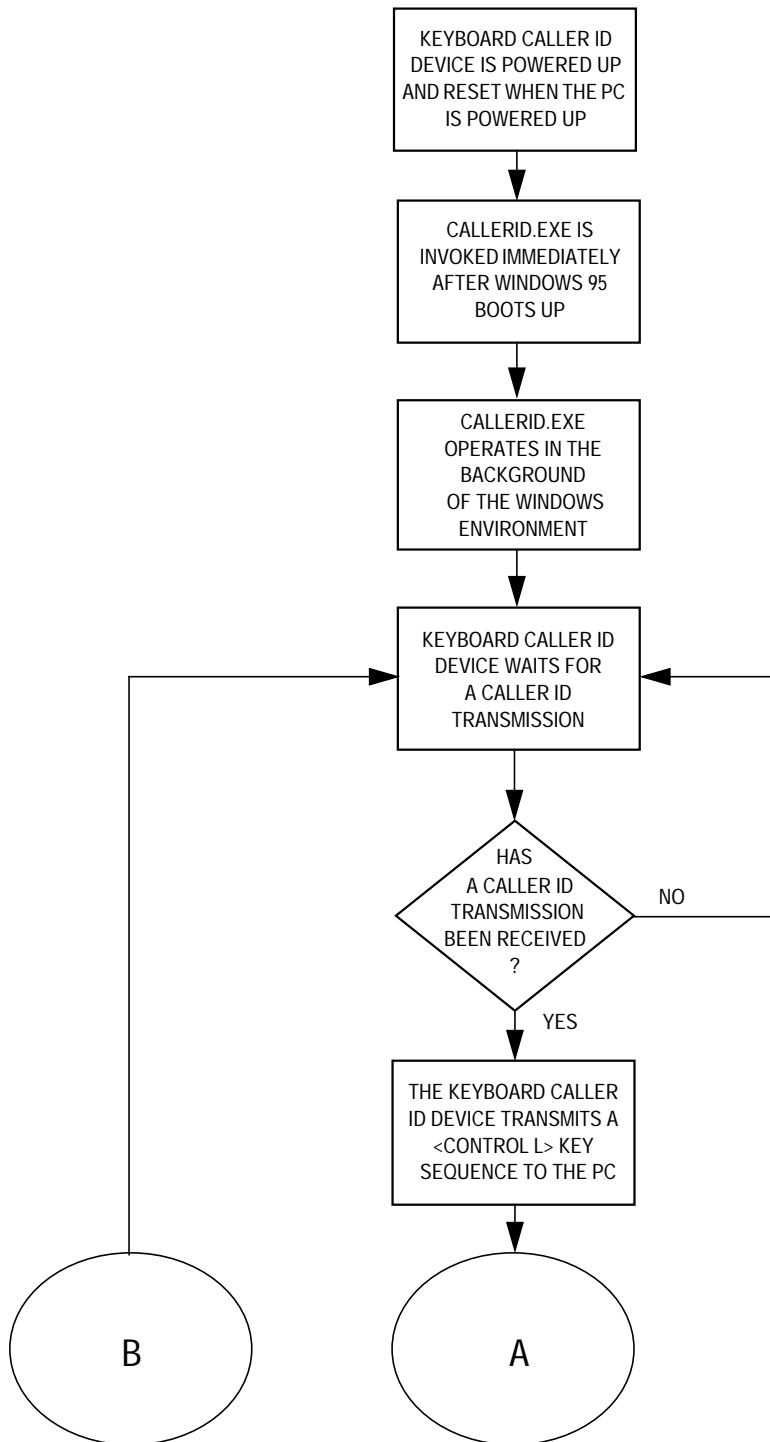 KEYBOARD CALLER ID
DEVICE IS POWERED UP
AND RESET WHEN THE PC
IS POWERED UP
CALLERID.EXE IS
INVOKED IMMEDIATELY
AFTER WINDOWS 95
BOOTS UP
CALLERID.EXE
OPERATES IN THE
BACKGROUND
OF THE WINDOWS
ENVIRONMENT
KEYBOARD CALLER ID
DEVICE WAITS FOR
A CALLER ID
TRANSMISSION
HAS
A CALLER ID
TRANSMISSION
BEEN RECEIVED
?
NO
YES
THE KEYBOARD CALLER
ID DEVICE TRANSMITS A
<CONTROL L> KEY
SEQUENCE TO THE PC
B
A